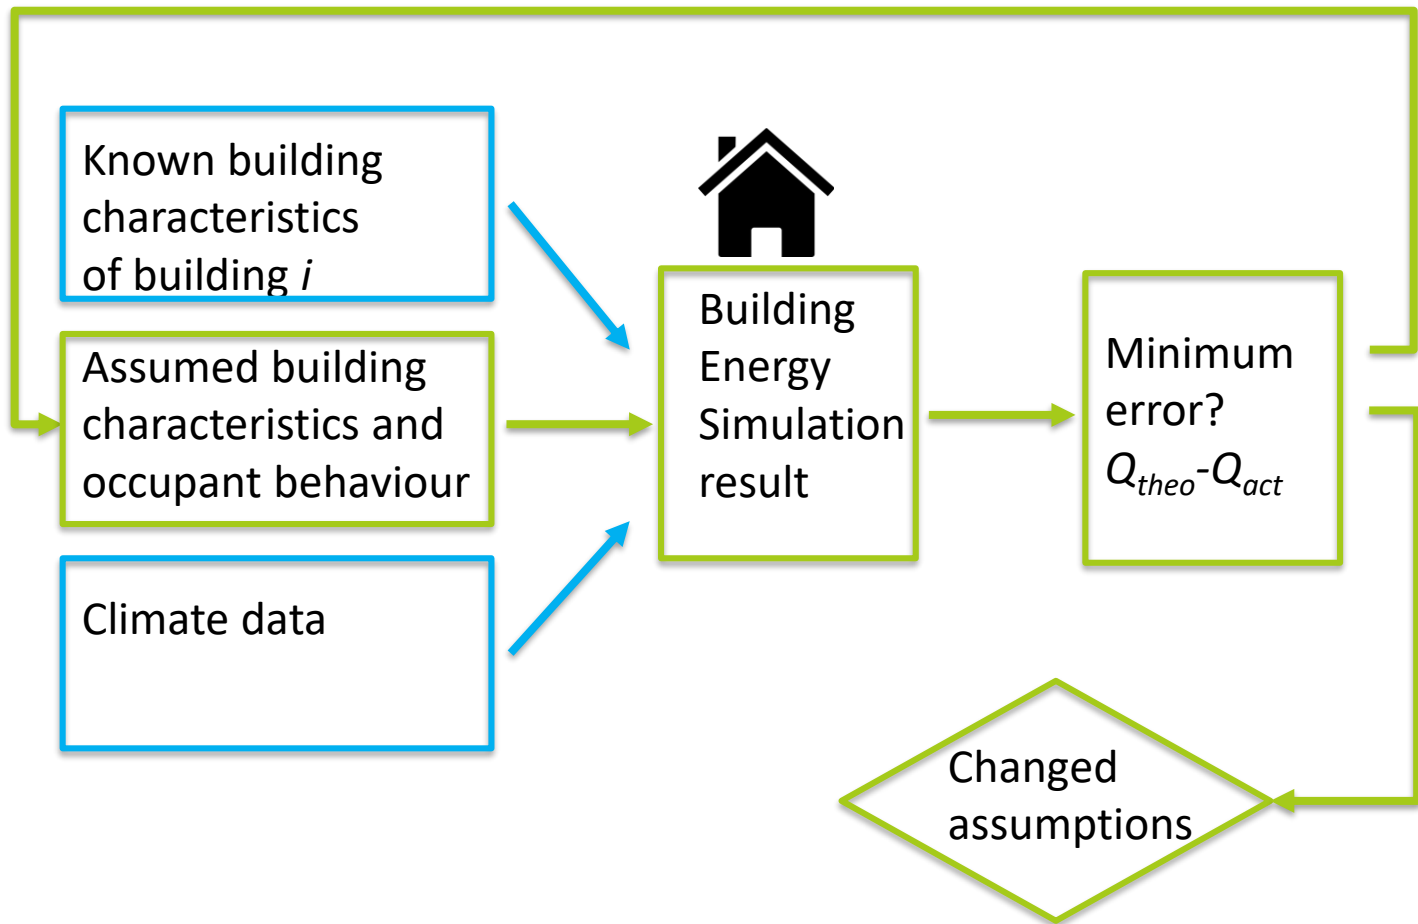 Known building
characteristics
of building i
Assumed building
characteristics and
occupant behaviour
Climate data
Building
Energy
Simulation
result
Minimum
error?
Qtheo-Qact
Changed
assumptions